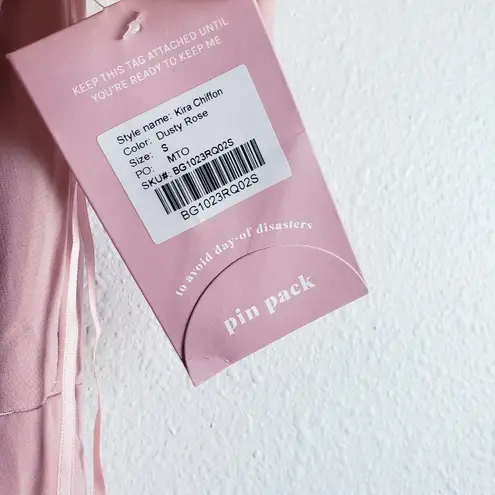 KEEP THIS TAG ATTACHED UNTIL
YOU'RE READY TO KEEP ME
Style name: Kira Chiffon
Color: Dusty Rose
Size: S
PO: MTO
SKU#: BG1023RQ02S
BG1023RQ02S
to avoid day-of disasters
pin pack